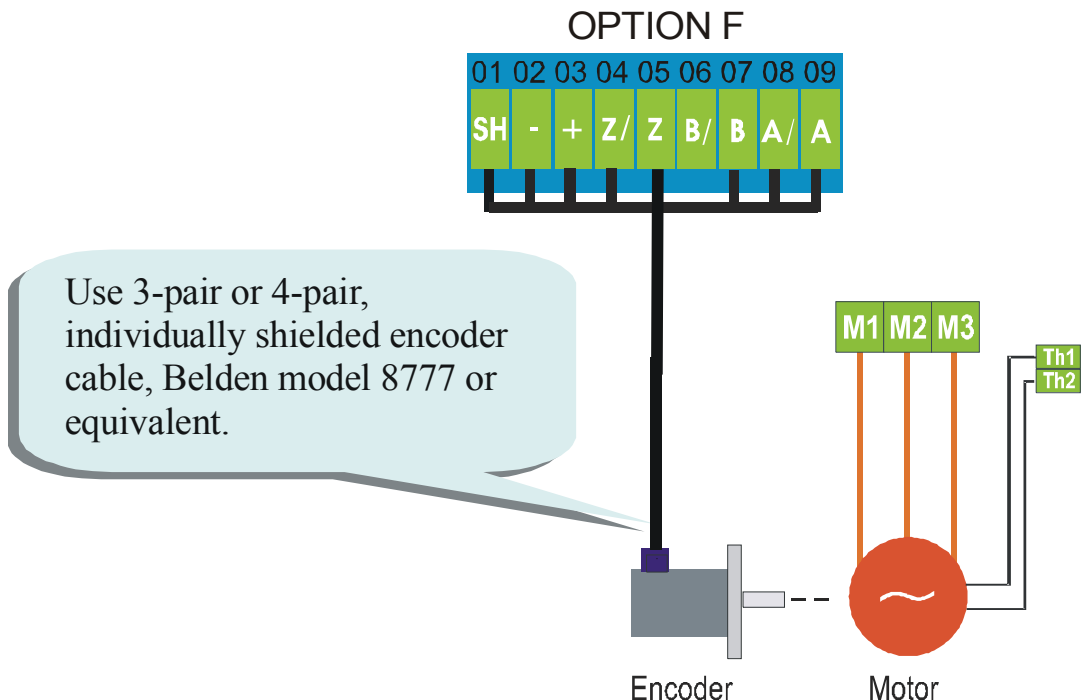 OPTION F
01 02 03 04 05 06 07 08 09
SH - + Z/ Z B/ B A/ A
Use 3-pair or 4-pair,
individually shielded encoder
cable, Belden model 8777 or
equivalent.
M1 M2 M3
Th1
Th2
Encoder
Motor